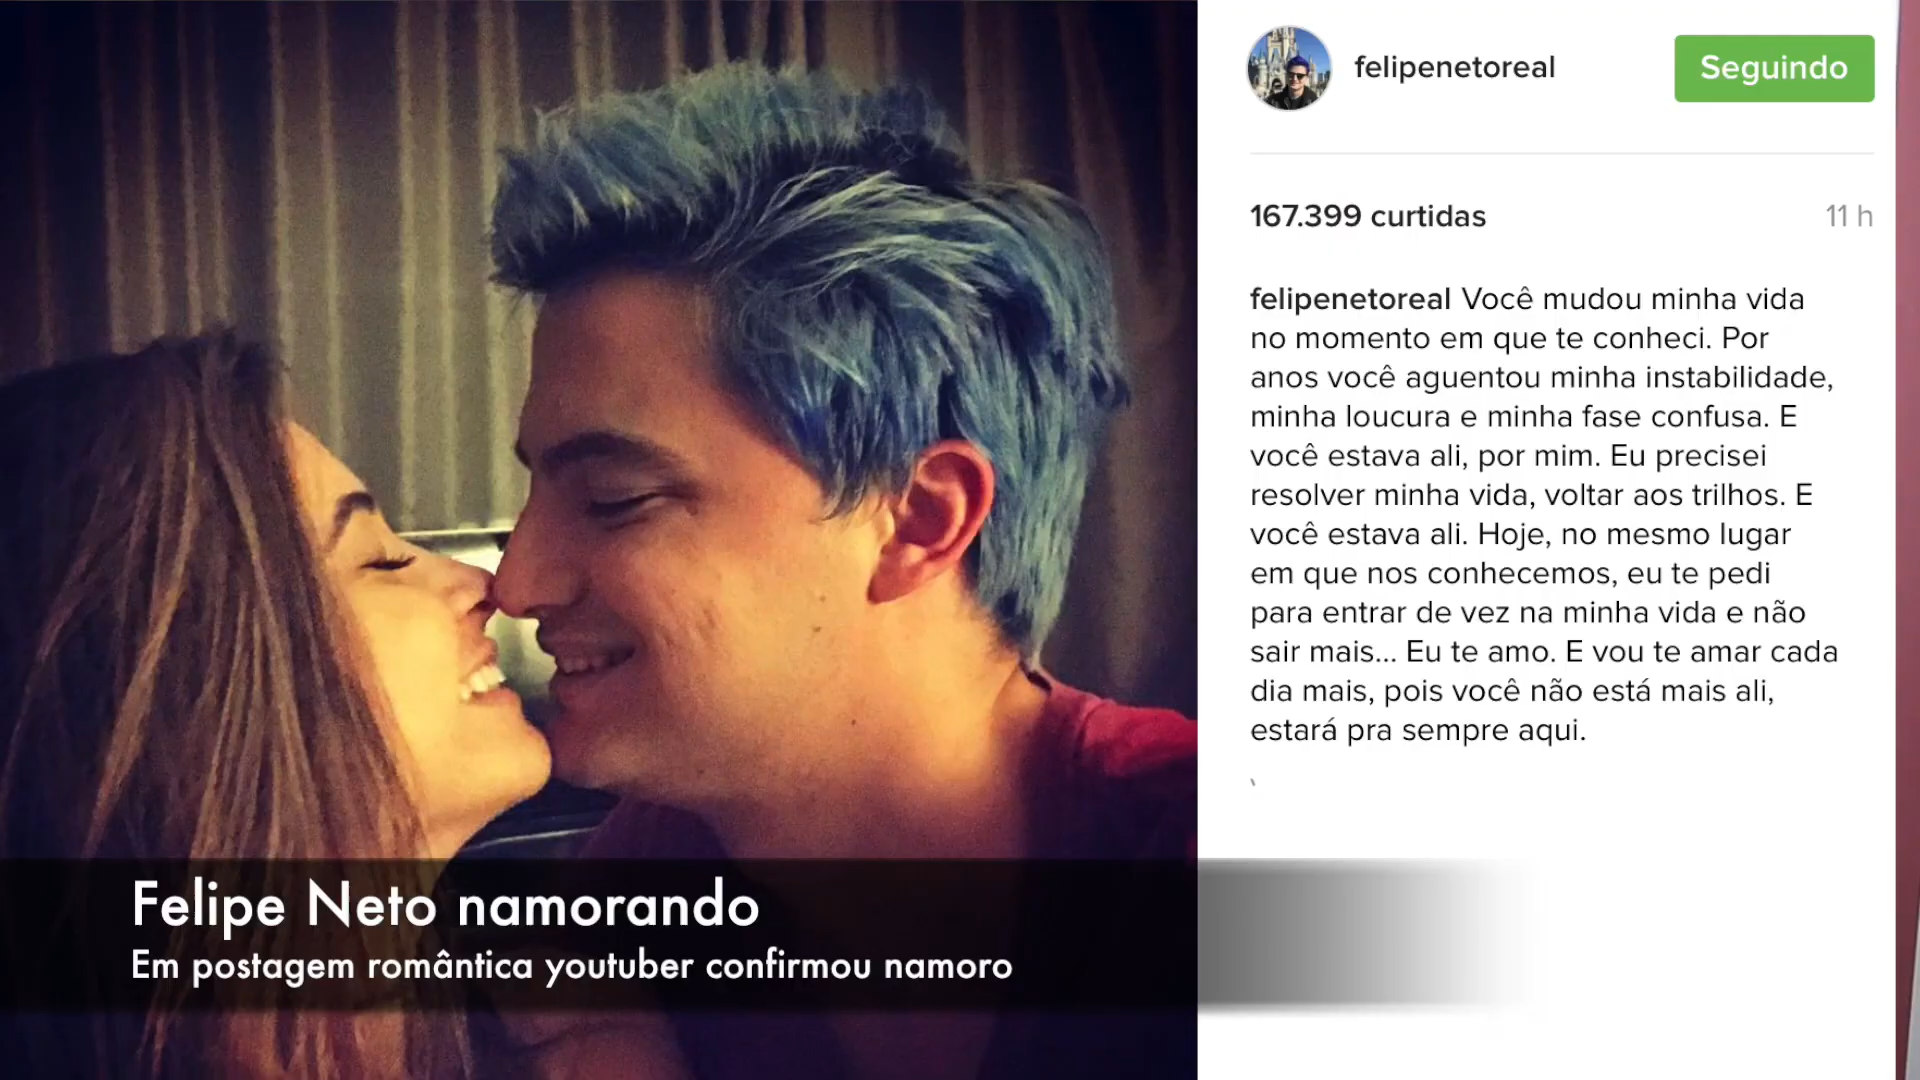 felipenetoreal
Seguindo
167.399 curtidas
11 h
felipenetoreal Você mudou minha vida
no momento em que te conheci. Por
anos você aguentou minha instabilidade,
minha loucura e minha fase confusa. E
você estava ali, por mim. Eu precisei
resolver minha vida, voltar aos trilhos. E
você estava ali. Hoje, no mesmo lugar
em que nos conhecemos, eu te pedi
para entrar de vez na minha vida e não
sair mais... Eu te amo. E vou te amar cada
dia mais, pois você não está mais ali,
estará pra sempre aqui.
Felipe Neto namorando
Em postagem romântica youtuber confirmou namoro